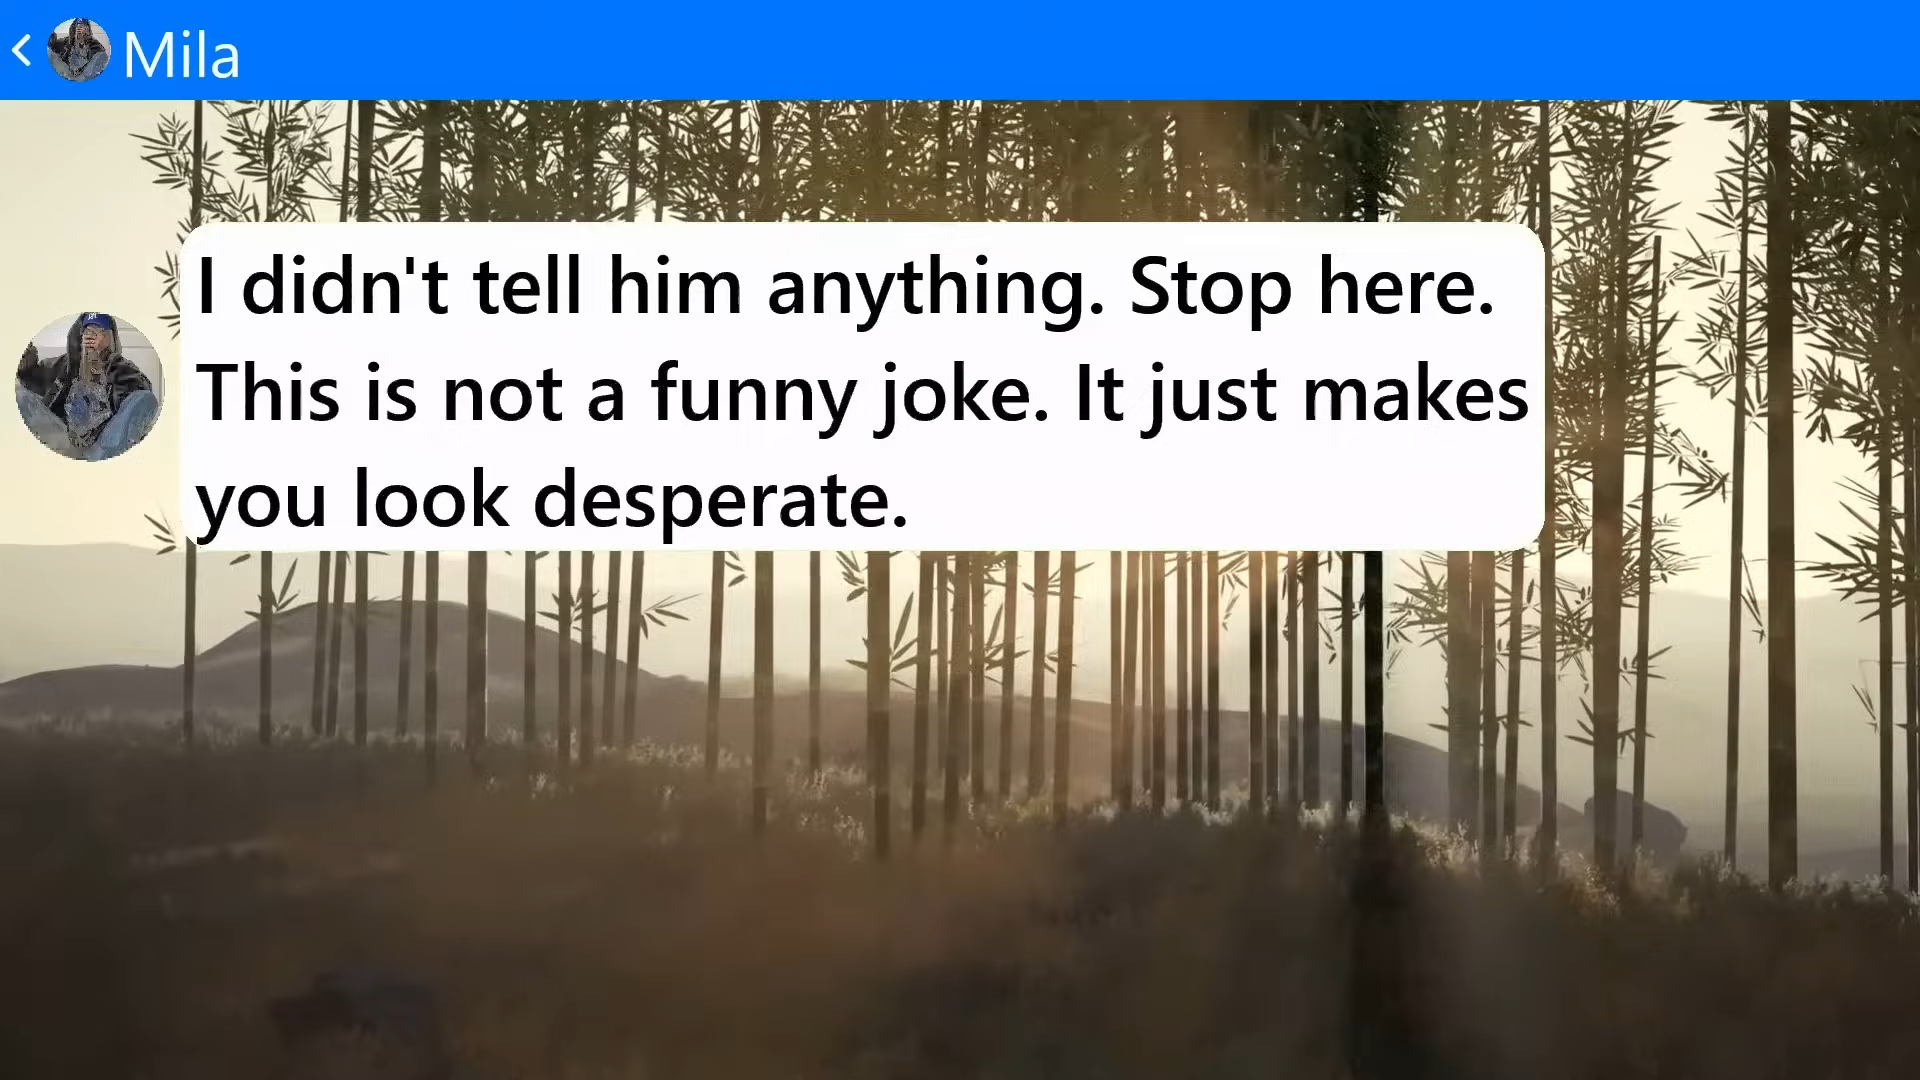 Mila
I didn't tell him anything. Stop here.
This is not a funny joke. It just makes
you look desperate.